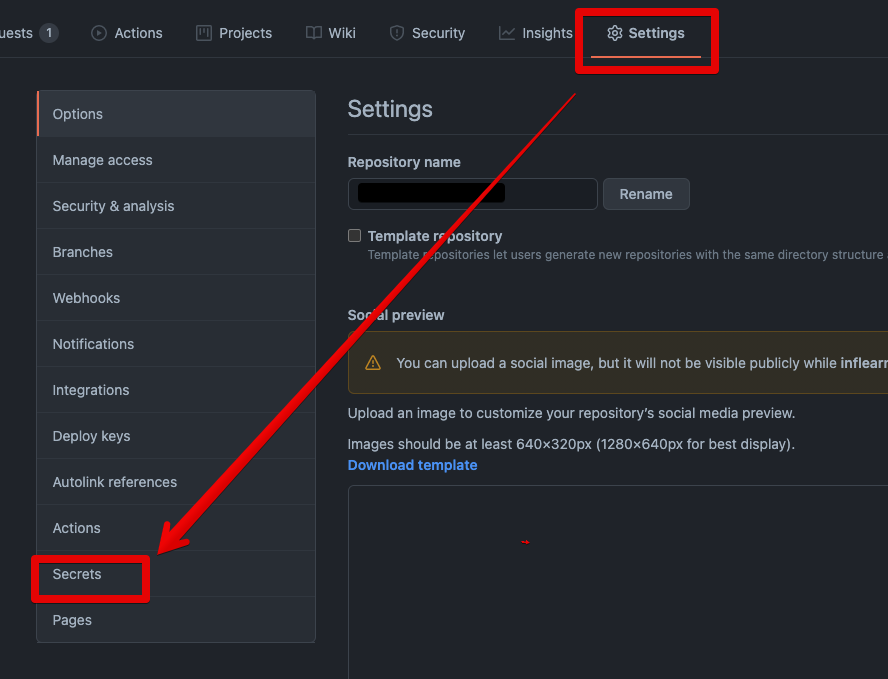 uests 1 Actions Projects Wiki Security Insights Settings
Options
Manage access
Security & analysis
Branches
Webhooks
Notifications
Integrations
Deploy keys
Autolink references
Actions
Secrets
Pages
Settings
Repository name
Rename
Template repository
Template repositories let users generate new repositories with the same directory structure
Social preview
You can upload a social image, but it will not be visible publicly while inflearn
Upload an image to customize your repository’s social media preview.
Images should be at least 640×320px (1280×640px for best display).
Download template